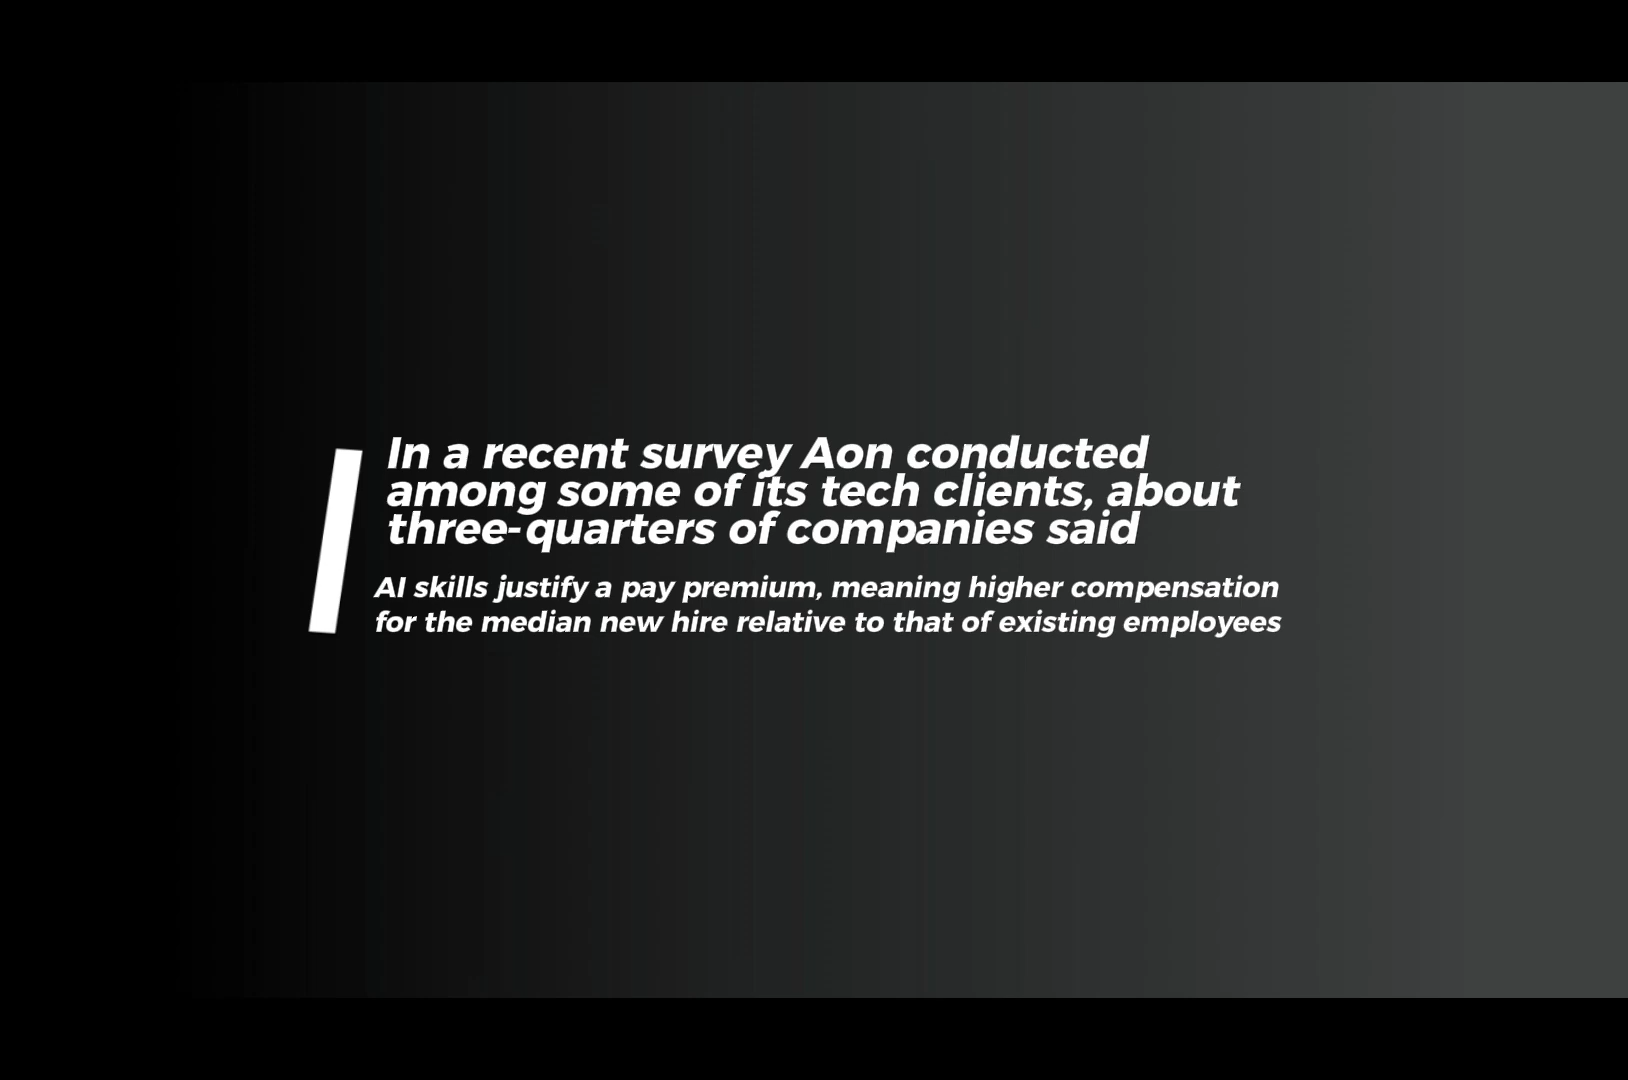 In a recent survey Aon conducted
among some of its tech clients, about
three-quarters of companies said
AI skills justify a pay premium, meaning higher compensation
for the median new hire relative to that of existing employees